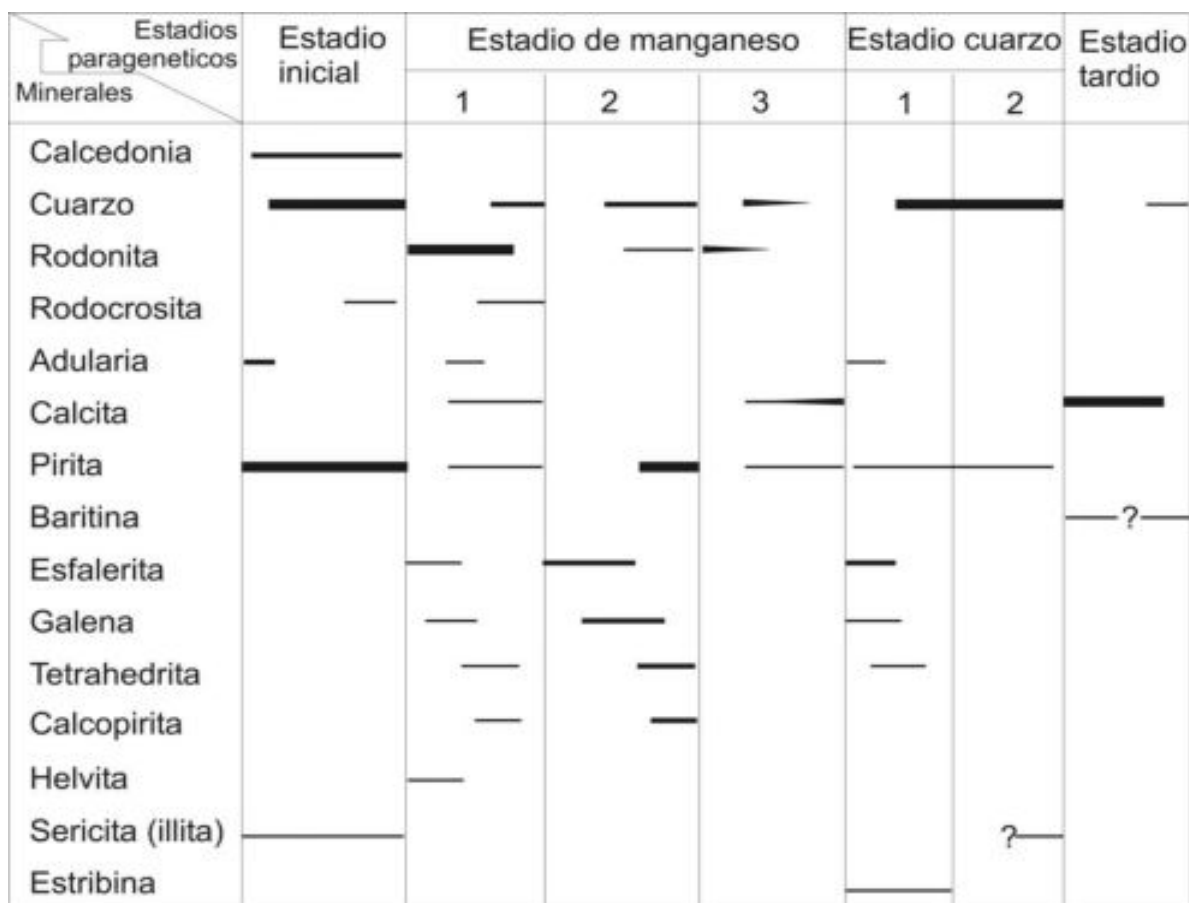 Estadios
parageneticos
Minerales
Estadio
inicial
Estadio de manganeso
Estadio cuarzo
Estadio
tardio
1 2 3 1 2
Calcedonia
Cuarzo
Rodonita
Rodocrosita
Adularia
Calcita
Pirita
Baritina
?
Esfalerita
Galena
Tetrahedrita
Calcopirita
Helvita
Sericita (illita)
?
Estribina